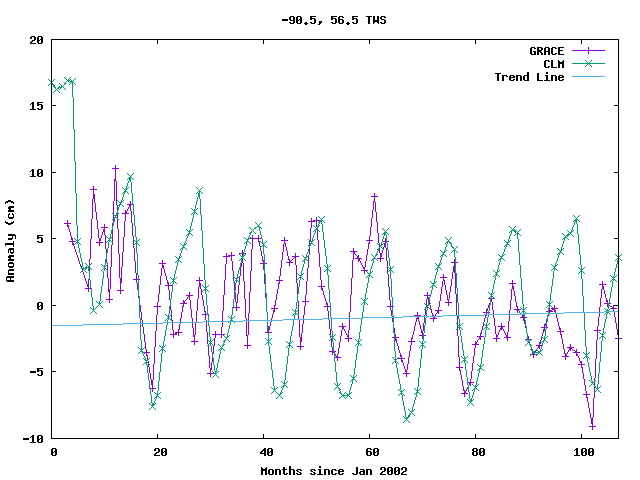 -90.5, 56.5 TWS
GRACE
CLM
Trend Line
20
15
10
5
0
-5
-10
Anomaly (cm)
0 20 40 60 80 100
Months since Jan 2002